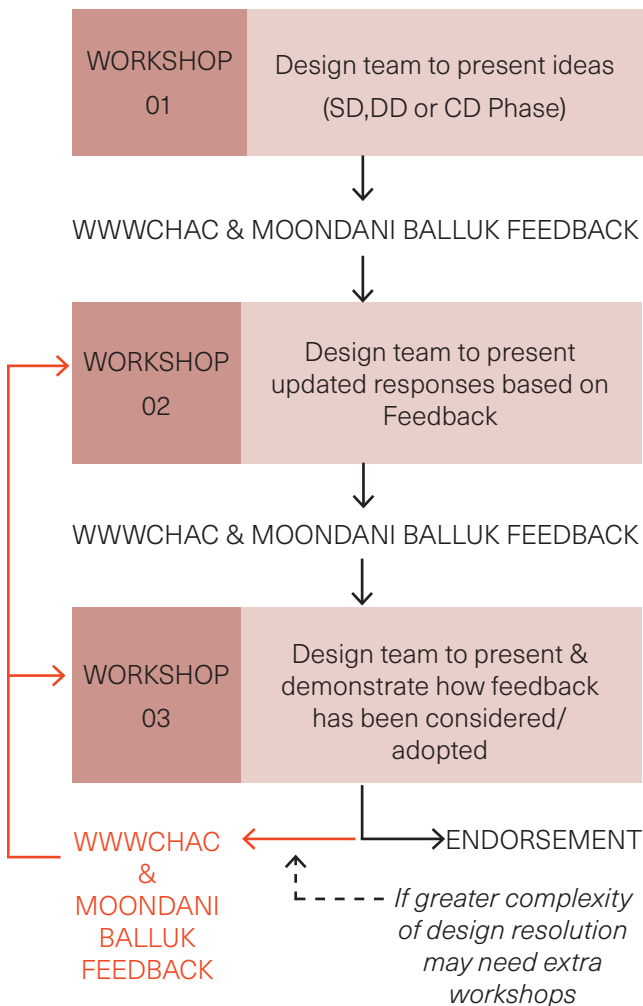 WORKSHOP
01
Design team to present ideas
(SD,DD or CD Phase)
WWWCHAC & MOONDANI BALLUK FEEDBACK
WORKSHOP
02
Design team to present
updated responses based on
Feedback
WWWCHAC & MOONDANI BALLUK FEEDBACK
WORKSHOP
03
Design team to present &
demonstrate how feedback
has been considered/
adopted
WWWCHAC
&
MOONDANI
BALLUK
FEEDBACK
ENDORSEMENT
If greater complexity
of design resolution
may need extra
workshops